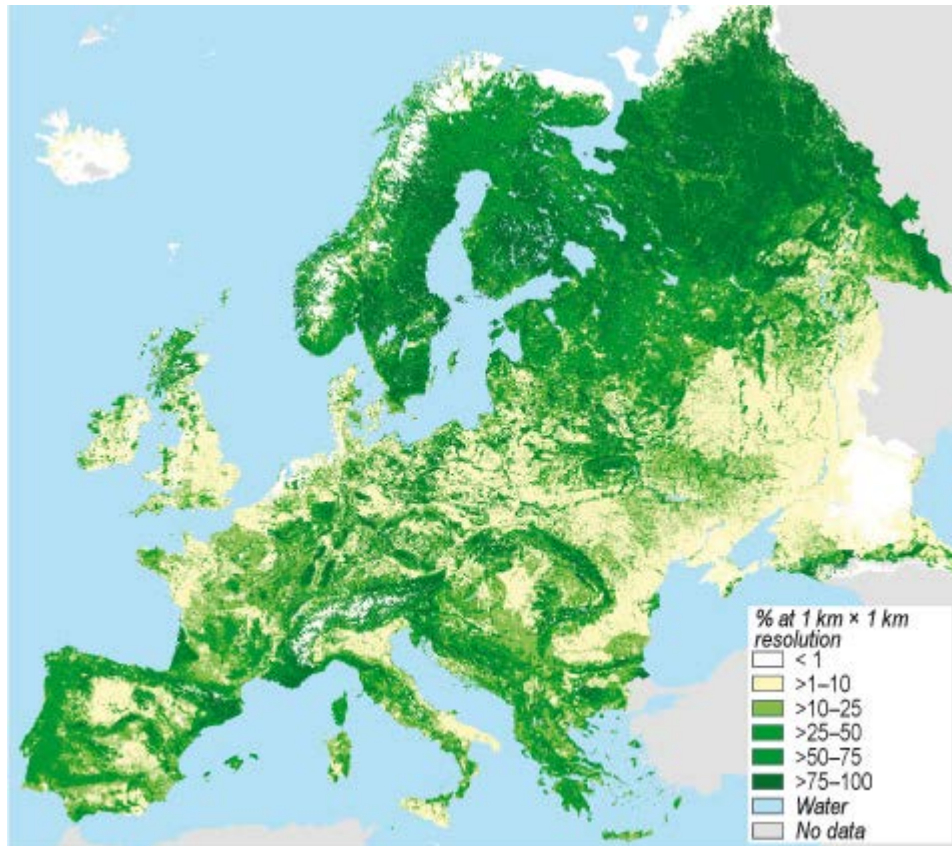 % at 1 km × 1 km
resolution
< 1
>1–10
>10–25
>25–50
>50–75
>75–100
Water
No data